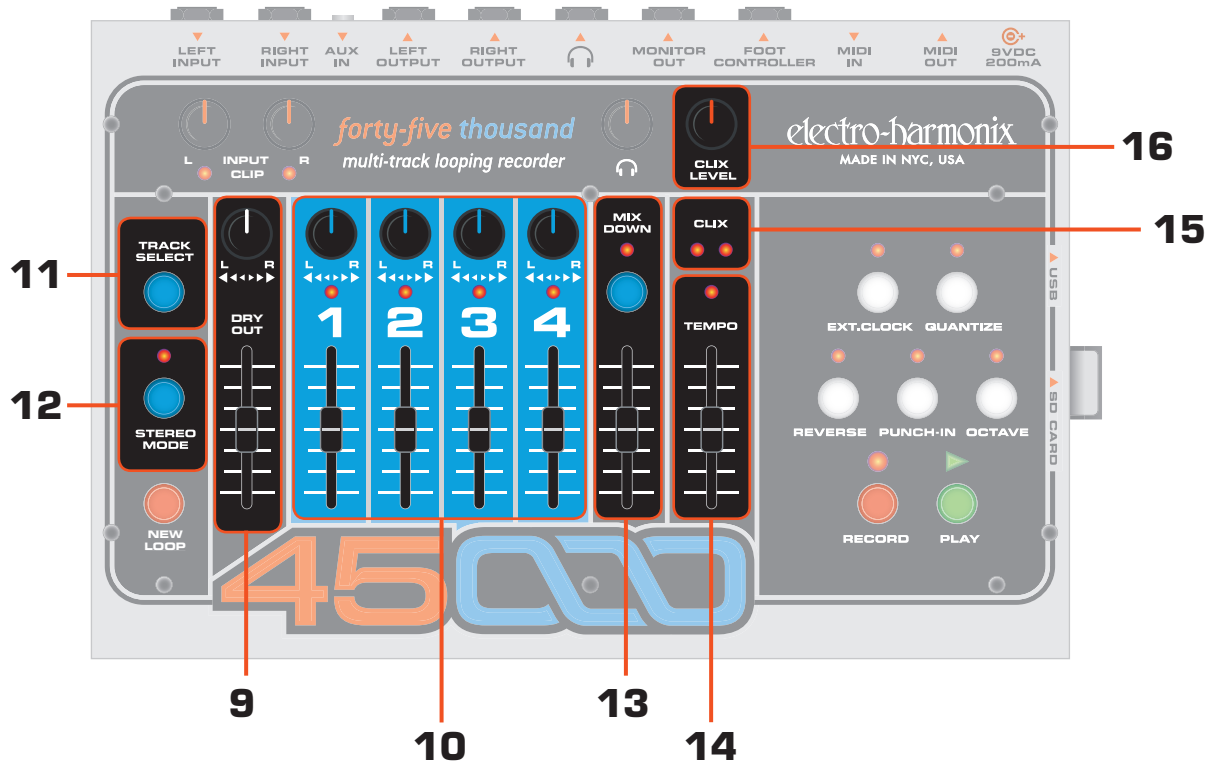 LEFT INPUT
RIGHT INPUT
AUX IN
LEFT OUTPUT
RIGHT OUTPUT
MONITOR OUT
FOOT CONTROLLER
MIDI IN
MIDI OUT
9VDC 200mA
L INPUT CLIP R
forty-five thousand
multi-track looping recorder
CLIX LEVEL
electro-harmonix
MADE IN NYC, USA
16
TRACK SELECT
11
L R
DRY OUT
L R
1
L R
2
L R
3
L R
4
MIX DOWN
CLIX
15
TEMPO
USB
EXT.CLOCK
QUANTIZE
STEREO MODE
12
REVERSE
PUNCH-IN
OCTAVE
SD CARD
NEW LOOP
RECORD
PLAY
45000
9
10
13
14